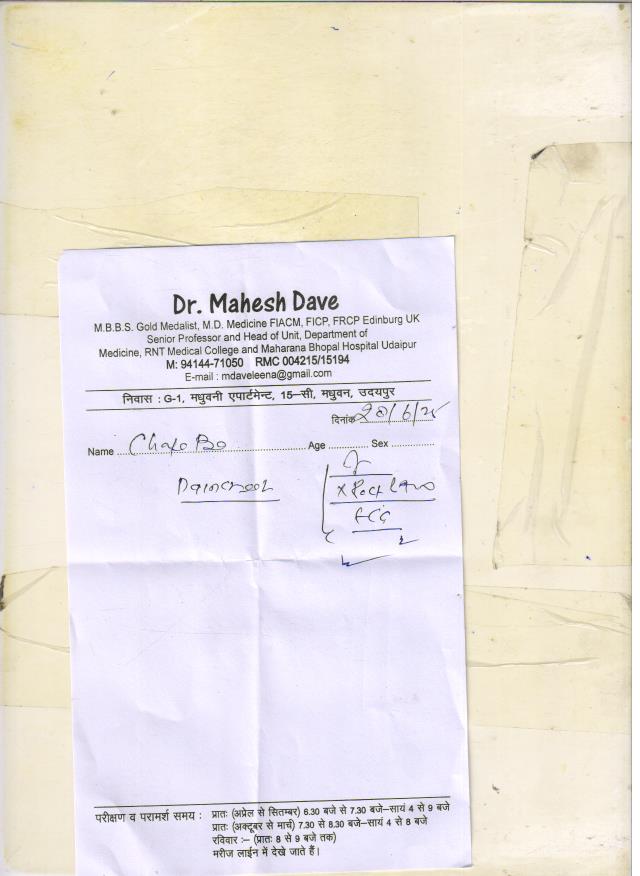 Dr. Mahesh Dave
M.B.B.S. Gold Medalist, M.D. Medicine FIACM, FICP, FRCP Edinburg UK
Senior Professor and Head of Unit, Department of
Medicine, RNT Medical College and Maharana Bhopal Hospital Udaipur
M: 94144-71050 RMC 004215/15194
E-mail : mdaveleena@gmail.com
निवास : G-1, मधुवनी एपार्टमेन्ट, 15–सी, मधुवन, उदयपुर
दिनांक
Name Age Sex
ECG
परीक्षण व परामर्श समय : प्रातः (अप्रेल से सितम्बर) 6.30 बजे से 7.30 बजे–सायं 4 से 9 बजे
प्रातः (अक्टूबर से मार्च) 7.30 से 8.30 बजे–सायं 4 से 8 बजे
रविवार :– (प्रातः 8 से 9 बजे तक)
मरीज लाईन में देखे जाते हैं।